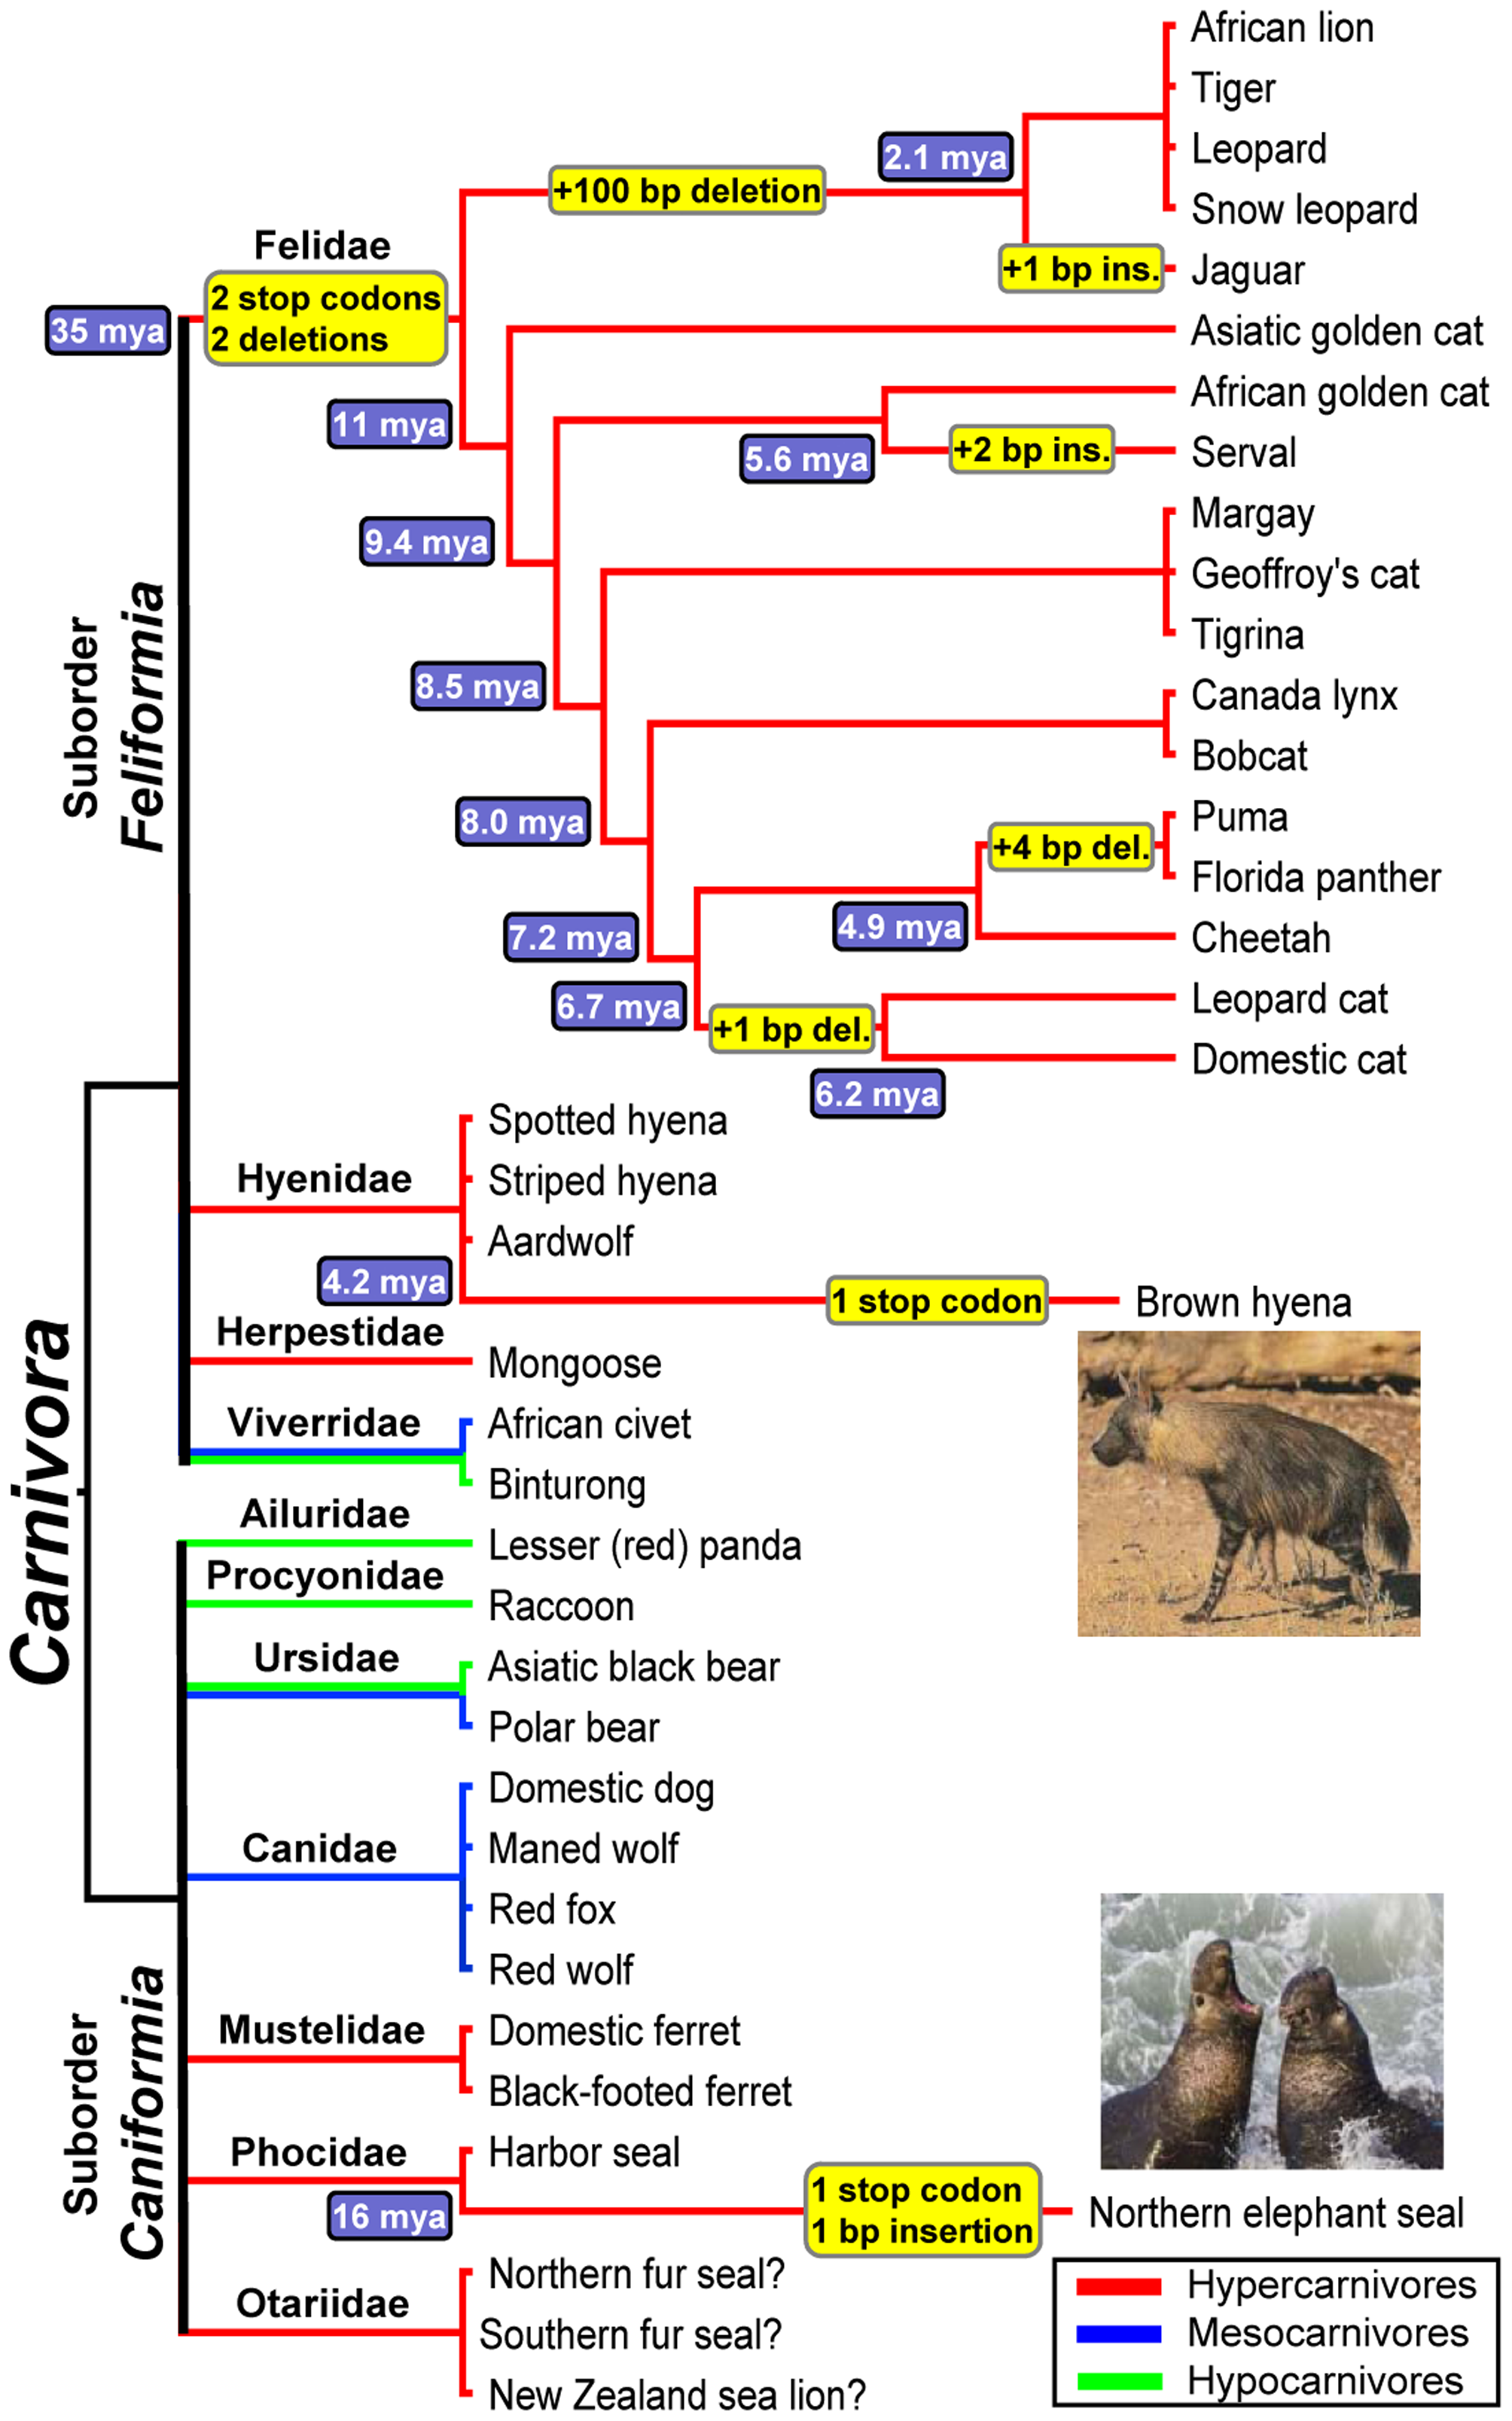 African lion
Tiger
2.1 mya
Leopard
+100 bp deletion
Snow leopard
Felidae
+1 bp ins.
Jaguar
2 stop codons
2 deletions
35 mya
Asiatic golden cat
African golden cat
11 mya
5.6 mya
+2 bp ins.
Serval
Margay
9.4 mya
Geoffroy's cat
Tigrina
8.5 mya
Canada lynx
Bobcat
Suborder
Feliformia
8.0 mya
Puma
+4 bp del.
Florida panther
7.2 mya
4.9 mya
Cheetah
6.7 mya
Leopard cat
+1 bp del.
Domestic cat
6.2 mya
Spotted hyena
Hyenidae
Striped hyena
Aardwolf
4.2 mya
1 stop codon
Brown hyena
Herpestidae
Mongoose
Viverridae
African civet
Binturong
Carnivora
Ailuridae
Lesser (red) panda
Procyonidae
Raccoon
Ursidae
Asiatic black bear
Polar bear
Domestic dog
Canidae
Maned wolf
Red fox
Red wolf
Suborder
Caniformia
Mustelidae
Domestic ferret
Black-footed ferret
Phocidae
Harbor seal
16 mya
1 stop codon
1 bp insertion
Northern elephant seal
Otariidae
Northern fur seal?
Southern fur seal?
New Zealand sea lion?
Hypercarnivores
Mesocarnivores
Hypocarnivores